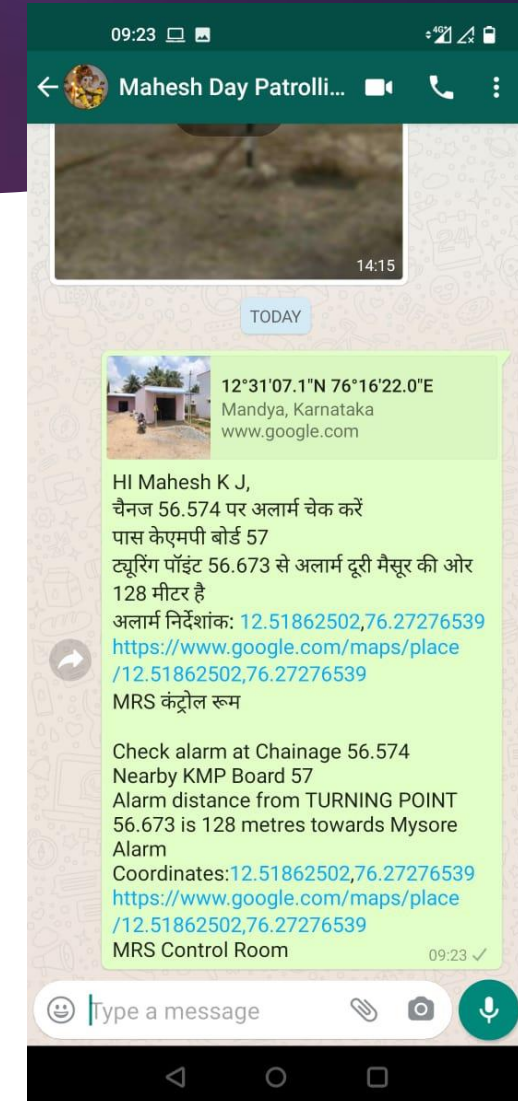 09:23
4G
Mahesh Day Patrolli...
14:15
TODAY
12°31'07.1"N 76°16'22.0"E
Mandya, Karnataka
www.google.com
HI Mahesh K J,
चैनज 56.574 पर अलार्म चेक करें
पास केएमपी बोर्ड 57
ट्यूरिंग पॉइंट 56.673 से अलार्म दूरी मैसूर की ओर
128 मीटर है
अलार्म निर्देशांक: 12.51862502,76.27276539
https://www.google.com/maps/place
/12.51862502,76.27276539
MRS कंट्रोल रूम
Check alarm at Chainage 56.574
Nearby KMP Board 57
Alarm distance from TURNING POINT
56.673 is 128 metres towards Mysore
Alarm
Coordinates:12.51862502,76.27276539
https://www.google.com/maps/place
/12.51862502,76.27276539
MRS Control Room
09:23
Type a message